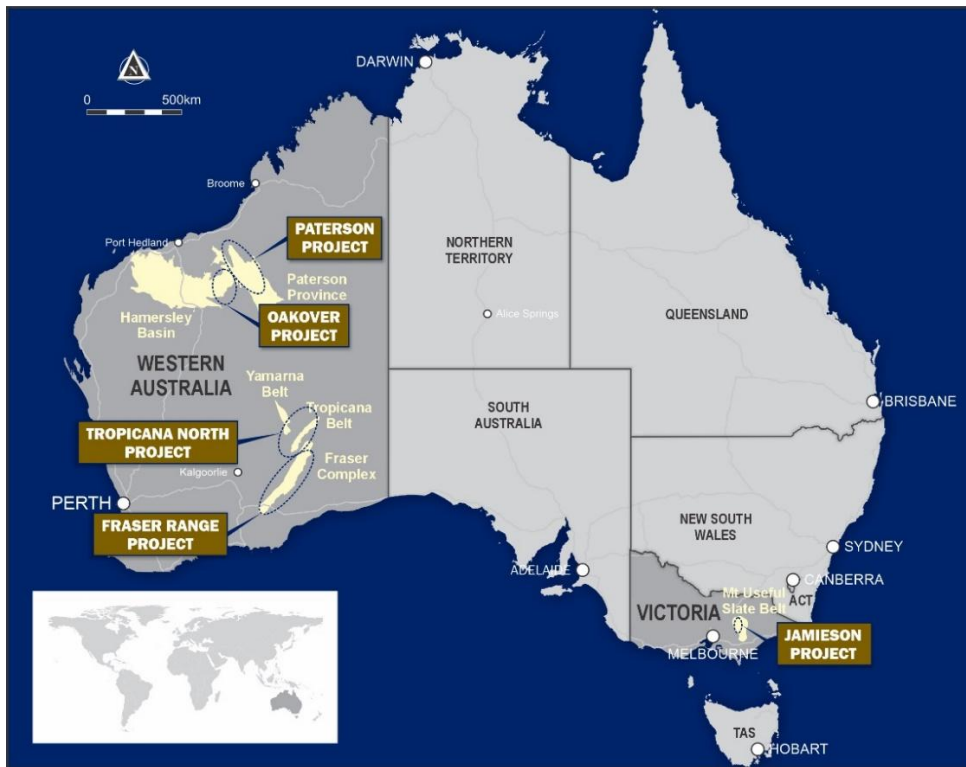 DARWIN
N
0 500km
Broome
Port Hedland
PATERSON
PROJECT
NORTHERN
TERRITORY
Paterson
Province
Alice Springs
QUEENSLAND
Hamersley
Basin
OAKOVER
PROJECT
WESTERN
AUSTRALIA
Yamarna
Belt
Tropicana
Belt
SOUTH
AUSTRALIA
BRISBANE
TROPICANA NORTH
PROJECT
Kalgoorlie
Fraser
Complex
PERTH
FRASER RANGE
PROJECT
NEW SOUTH
WALES
SYDNEY
ADELAIDE
CANBERRA
Mt Useful
Slate Belt
ACT
VICTORIA
MELBOURNE
JAMIESON
PROJECT
TAS
HOBART